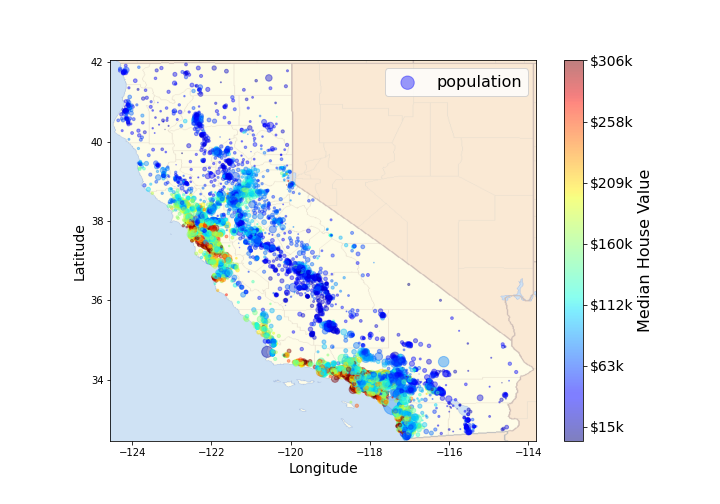 population
42
40
38
36
34
Latitude
−124
−122
−120
−118
−116
−114
Longitude
$306k
$258k
$209k
$160k
$112k
$63k
$15k
Median House Value